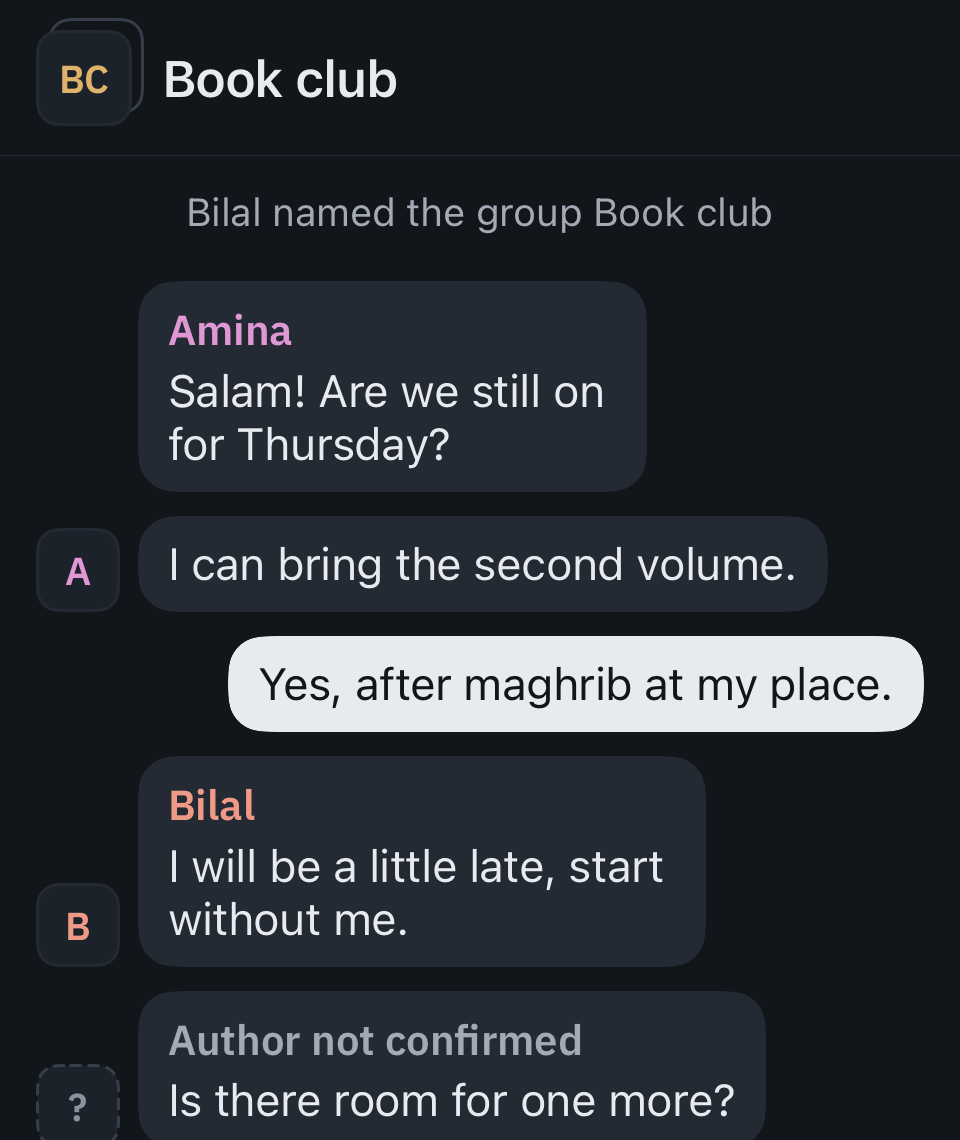 BC
Book club
Bilal named the group Book club
Amina
Salam! Are we still on
for Thursday?
A
I can bring the second volume.
Yes, after maghrib at my place.
Bilal
I will be a little late, start
without me.
B
Author not confirmed
Is there room for one more?
?